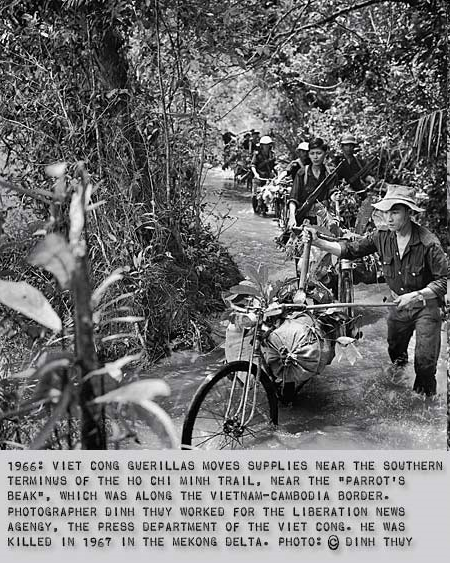 1966: VIET CONG GUERILLAS MOVES SUPPLIES NEAR THE SOUTHERN
TERMINUS OF THE HO CHI MINH TRAIL, NEAR THE "PARROT'S
BEAK", WHICH WAS ALONG THE VIETNAM-CAMBODIA BORDER.
PHOTOGRAPHER DINH THUY WORKED FOR THE LIBERATION NEWS
AGENCY, THE PRESS DEPARTMENT OF THE VIET CONG. HE WAS
KILLED IN 1967 IN THE MEKONG DELTA. PHOTO: © DINH THUY